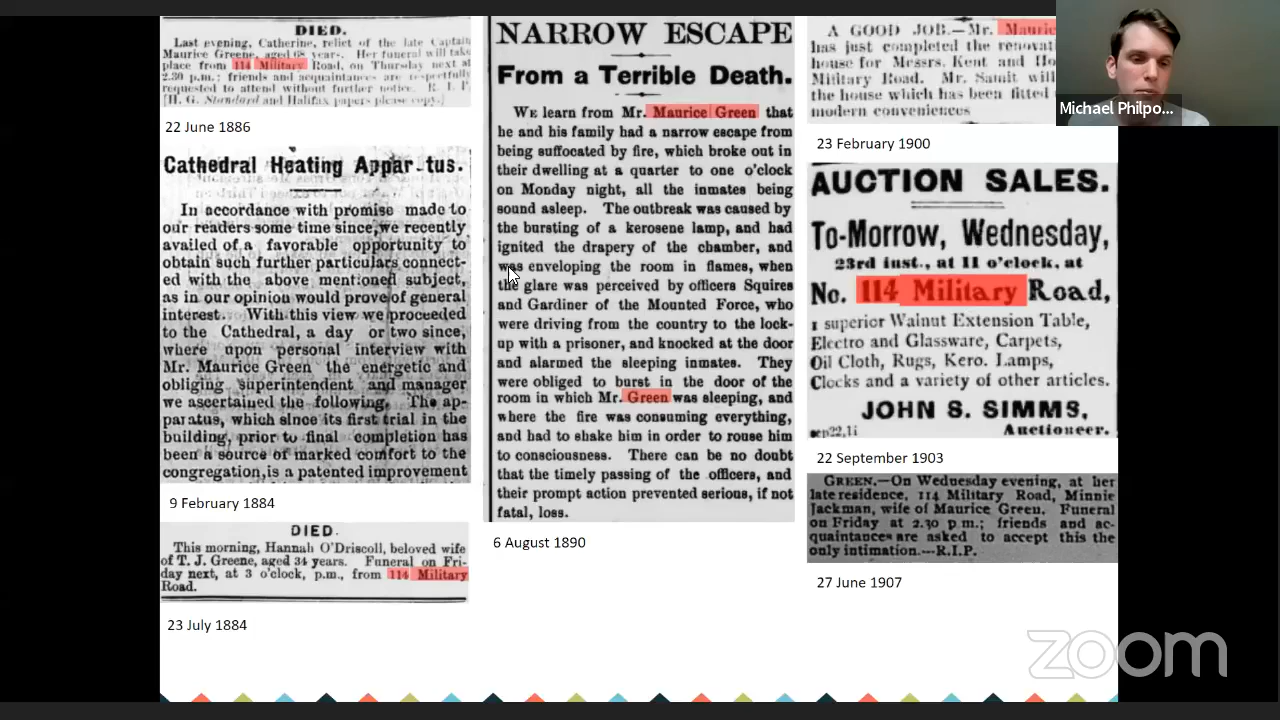 DIED.
Last evening, Catherine, relict of the late Captain
Maurice Greene, aged 68 years. Her funeral will take
place from 114 Military Road, on Thursday next at
2.30 p.m.; friends and acquaintances are respectfully
requested to attend without further notice. R. I. P.
[H. G. Standard and Halifax papers please copy.]
22 June 1886
Cathedral Heating Appar tus.
In accordance with promise made to
our readers some time since, we recently
availed of a favorable opportunity to
obtain such further particulars connect-
ed with the above mentioned subject,
as in our opinion would prove of general
interest. With this view we proceeded
to the Cathedral, a day or two since,
where upon personal interview with
Mr. Maurice Green the energetic and
obliging superintendent and manager
we ascertained the following. The ap-
paratus, which since its first trial in the
building, prior to final completion has
been a source of marked comfort to the
congregation, is a patented improvement
9 February 1884
DIED.
This morning, Hannah O'Driscoll, beloved wife
of T. J. Greene, aged 34 years. Funeral on Fri-
day next, at 3 o'clock, p.m., from 114 Military
Road.
23 July 1884
NARROW ESCAPE
From a Terrible Death.
WE learn from Mr. Maurice Green that
he and his family had a narrow escape from
being suffocated by fire, which broke out in
their dwelling at a quarter to one o'clock
on Monday night, all the inmates being
sound asleep. The outbreak was caused by
the bursting of a kerosene lamp, and had
ignited the drapery of the chamber, and
was enveloping the room in flames, when
the glare was perceived by officers Squires
and Gardiner of the Mounted Force, who
were driving from the country to the lock-
up with a prisoner, and knocked at the door
and alarmed the sleeping inmates. They
were obliged to burst in the door of the
room in which Mr. Green was sleeping, and
where the fire was consuming everything,
and had to shake him in order to rouse him
to consciousness. There can be no doubt
that the timely passing of the officers, and
their prompt action prevented serious, if not
fatal, loss.
6 August 1890
A GOOD JOB.—Mr. Mauric
has just completed the renovat
house for Messrs. Kent and Ho
Military Road. Mr. Samit will
the house which has been fitted
modern conveniences
23 February 1900
AUCTION SALES.
To-Morrow, Wednesday,
23rd inst., at 11 o'clock, at
No. 114 Military Road,
1 superior Walnut Extension Table,
Electro and Glassware, Carpets,
Oil Cloth, Rugs, Kero. Lamps,
Clocks and a variety of other articles.
JOHN S. SIMMS,
sep22,1i Auctioneer.
22 September 1903
GREEN.—On Wednesday evening, at her
late residence, 114 Military Road, Minnie
Jackman, wife of Maurice Green. Funeral
on Friday at 2.30 p.m.; friends and ac-
quaintances are asked to accept this the
only intimation.—R.I.P.
27 June 1907
Michael Philpo...
zoom